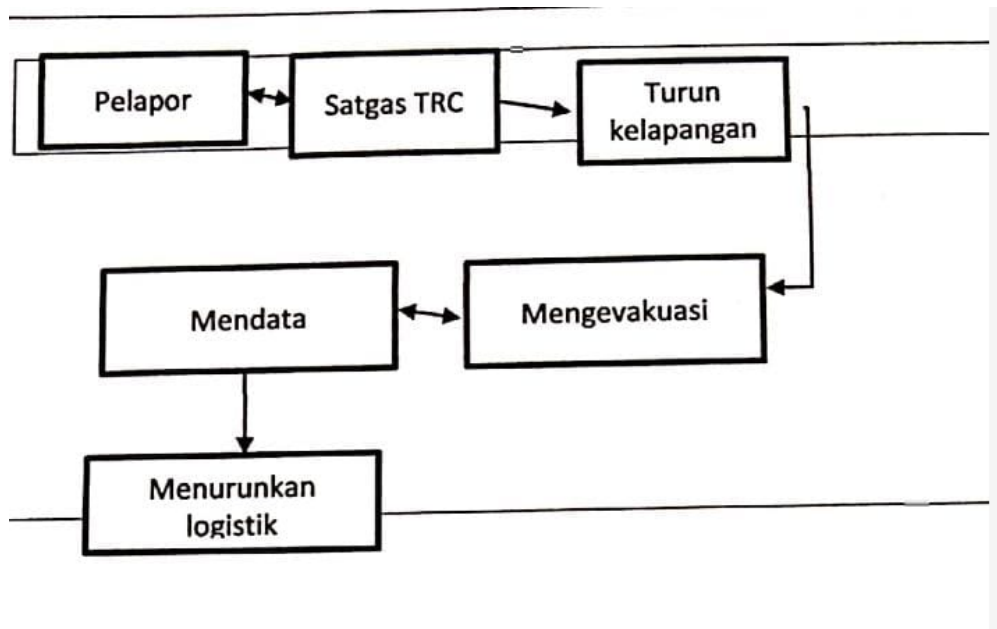 Pelapor
Satgas TRC
Turun
kelapangan
Mendata
Mengevakuasi
Menurunkan
logistik